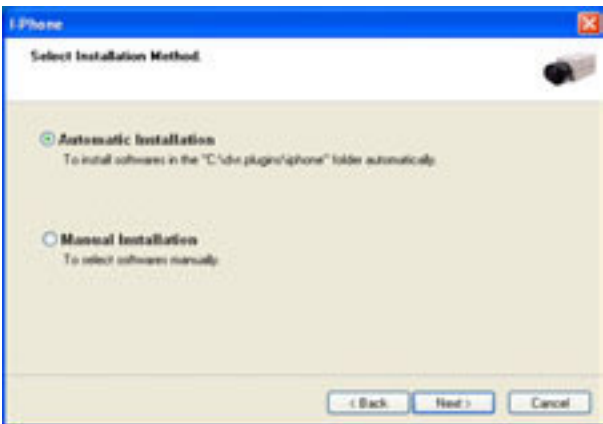 I-Phone
Select Installation Method.
Automatic Installation
To install softwares in the "C:\dvr.plugins\iphone" folder automatically.
Manual Installation
To select softwares manually.
< Back
Next >
Cancel